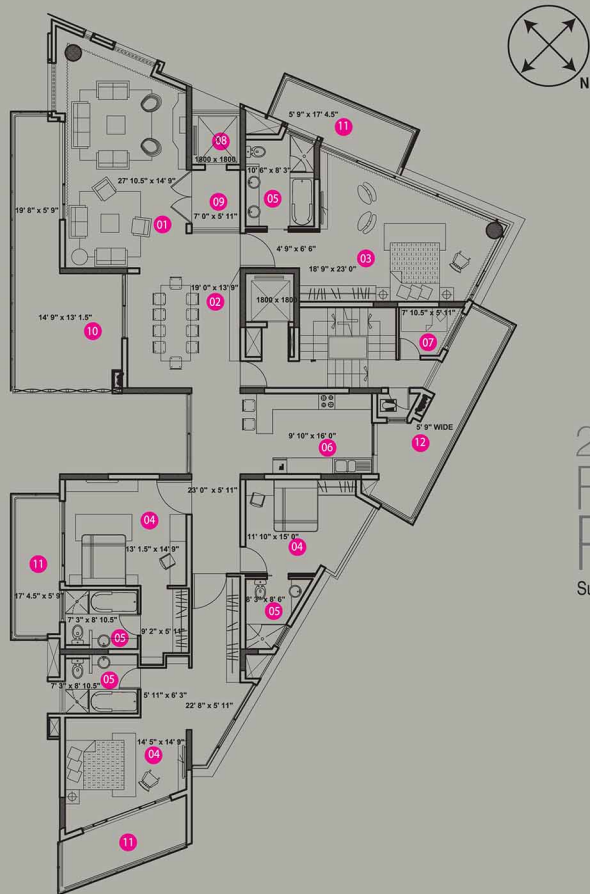 N
5' 9" x 17' 4.5"
11
08
1800 x 1800
10' 6" x 8' 3"
05
27' 10.5" x 14' 9"
09
7' 0" x 5' 11"
19' 8" x 5' 9"
01
4' 9" x 6' 6"
03
18' 9" x 23' 0"
19' 0" x 13' 9"
02
1800 x 1800
7' 10.5" x 5' 11"
14' 9" x 13' 1.5"
10
07
5' 9" WIDE
12
9' 10" x 16' 0"
06
23' 0" x 5' 11"
04
13' 1.5" x 14' 9"
11' 10" x 15' 0"
04
11
17' 4.5" x 5' 9"
8' 3" x 8' 6"
05
7' 3" x 8' 10.5"
05
9' 2" x 5' 11"
05
7' 3" x 8' 10.5"
5' 11" x 6' 3"
22' 8" x 5' 11"
14' 5" x 14' 9"
04
11
2
Su